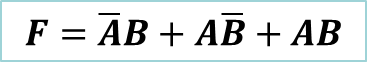 F = A̅B + AB̅ + AB